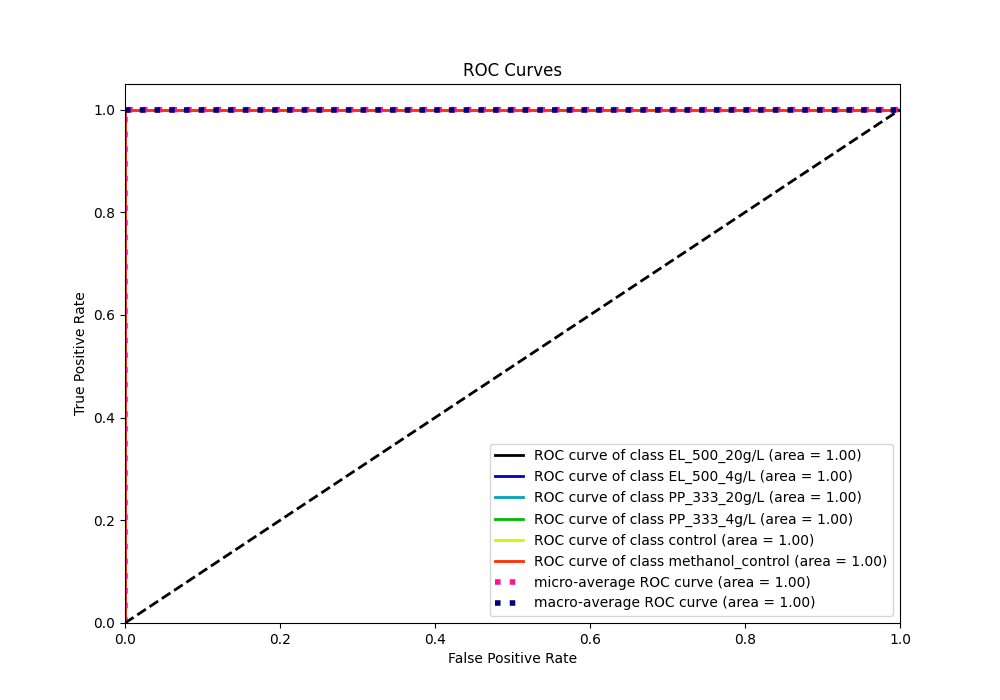 ROC Curves
1.0
0.8
0.6
0.4
0.2
0.0
True Positive Rate
ROC curve of class EL_500_20g/L (area = 1.00)
ROC curve of class EL_500_4g/L (area = 1.00)
ROC curve of class PP_333_20g/L (area = 1.00)
ROC curve of class PP_333_4g/L (area = 1.00)
ROC curve of class control (area = 1.00)
ROC curve of class methanol_control (area = 1.00)
micro-average ROC curve (area = 1.00)
macro-average ROC curve (area = 1.00)
0.0 0.2 0.4 0.6 0.8 1.0
False Positive Rate